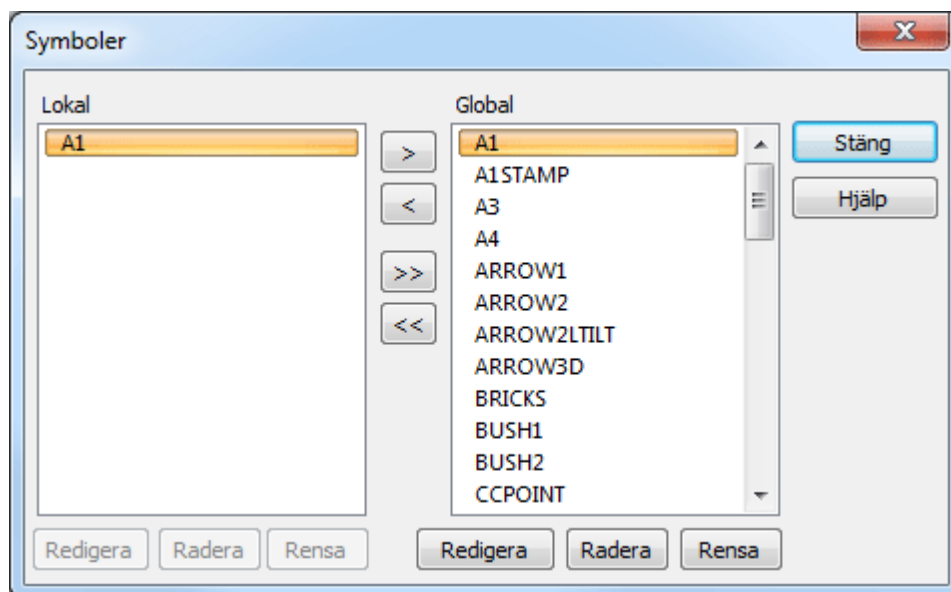 Symboler
Lokal
A1
>
<
>>
<<
Global
A1
A1STAMP
A3
A4
ARROW1
ARROW2
ARROW2LTILT
ARROW3D
BRICKS
BUSH1
BUSH2
CCPOINT
Stäng
Hjälp
Redigera Radera Rensa
Redigera Radera Rensa